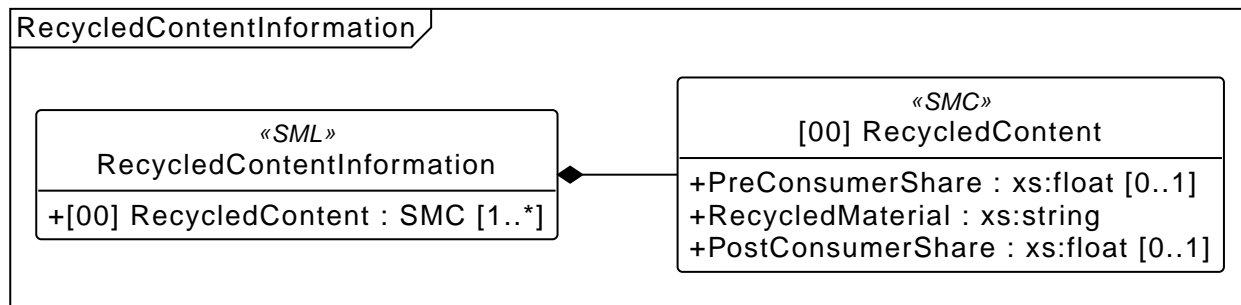 RecycledContentInformation
«SML»
RecycledContentInformation
+[00] RecycledContent : SMC [1..*]
«SMC»
[00] RecycledContent
+PreConsumerShare : xs:float [0..1]
+RecycledMaterial : xs:string
+PostConsumerShare : xs:float [0..1]